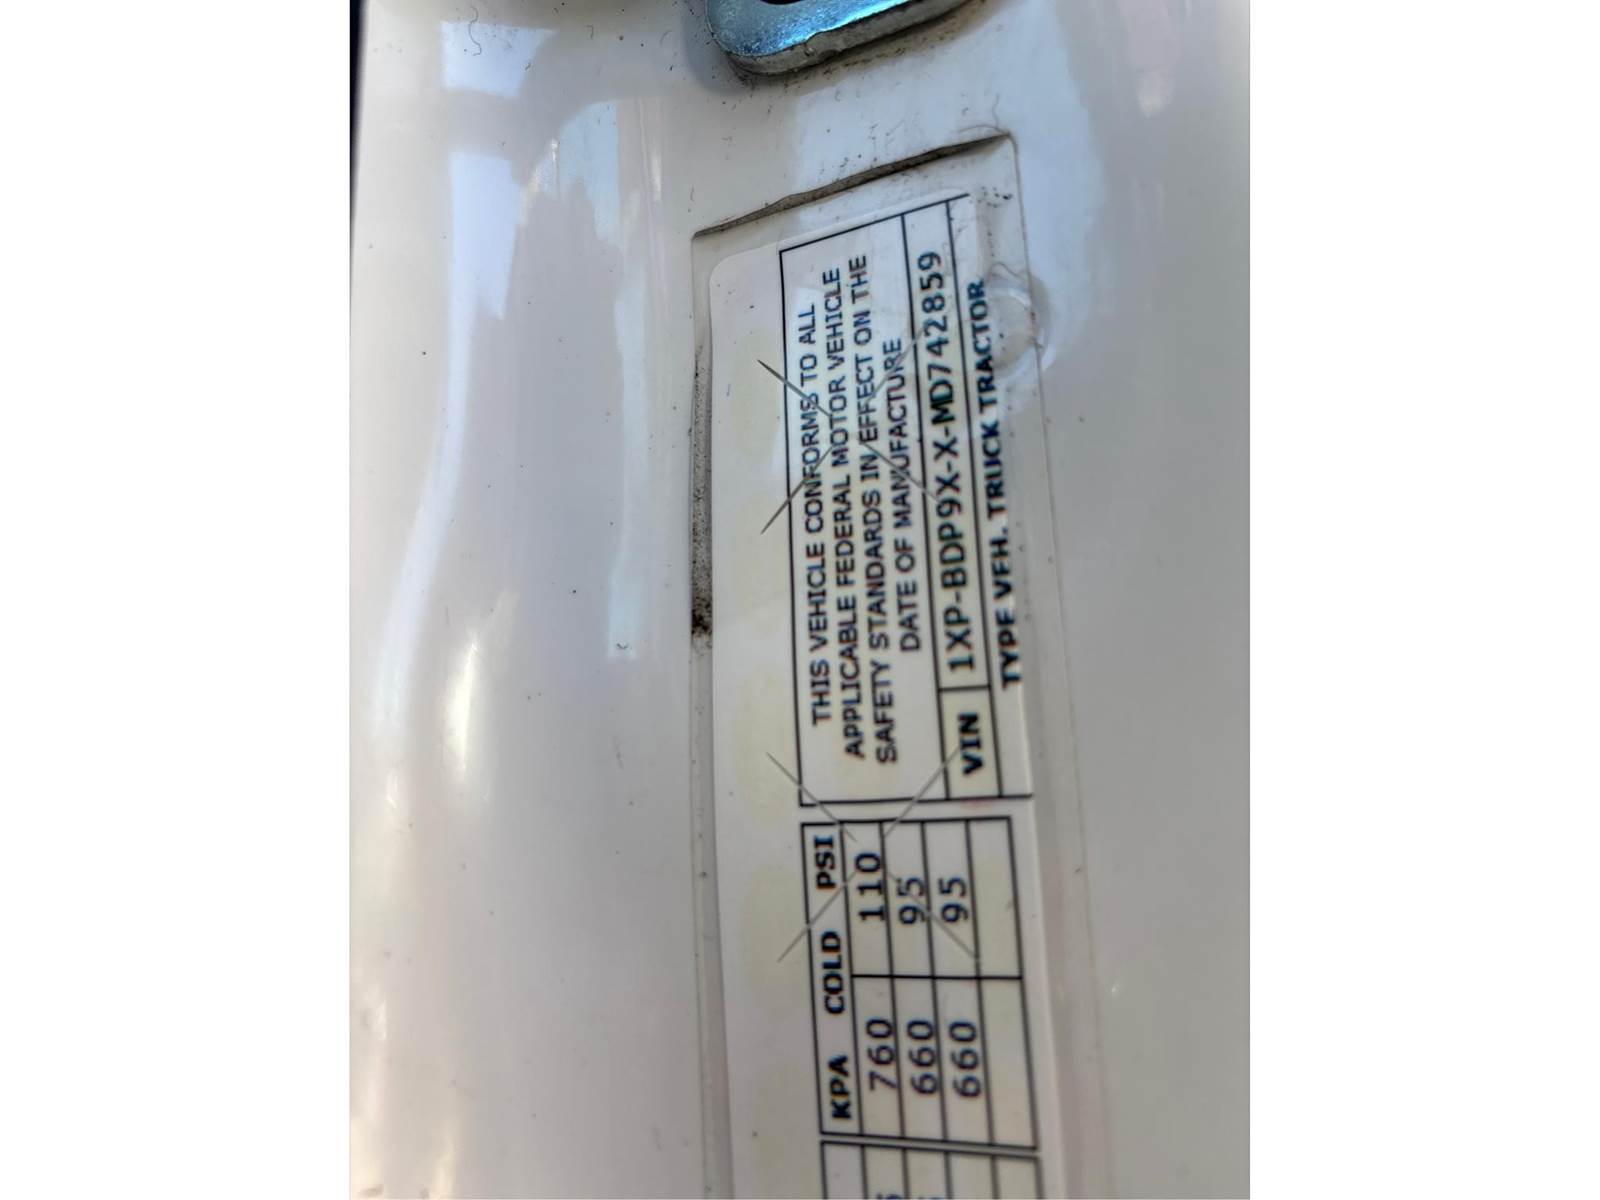 KPA COLD PSI
760 110
660 95
660 95
THIS VEHICLE CONFORMS TO ALL
APPLICABLE FEDERAL MOTOR VEHICLE
SAFETY STANDARDS IN EFFECT ON THE
DATE OF MANUFACTURE
VIN 1XP-BDP9X-X-MD742859
TYPE VEH. TRUCK TRACTOR